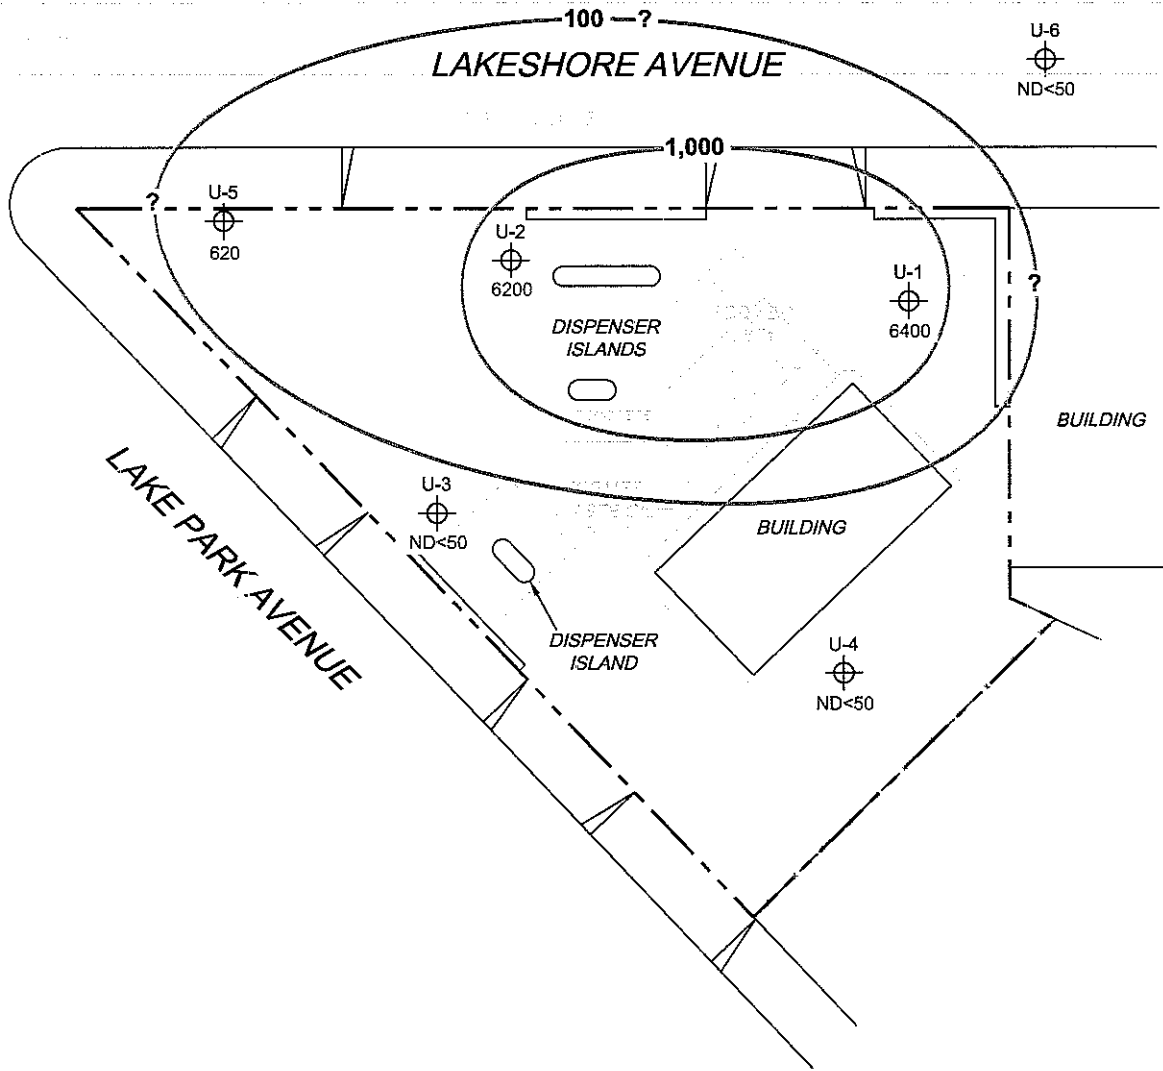 100 — ?
U-6
LAKESHORE AVENUE
ND<50
1,000
U-5
?
620
U-2
6200
U-1
6400
?
DISPENSER
ISLANDS
BUILDING
LAKE PARK AVENUE
U-3
ND<50
BUILDING
DISPENSER
ISLAND
U-4
ND<50